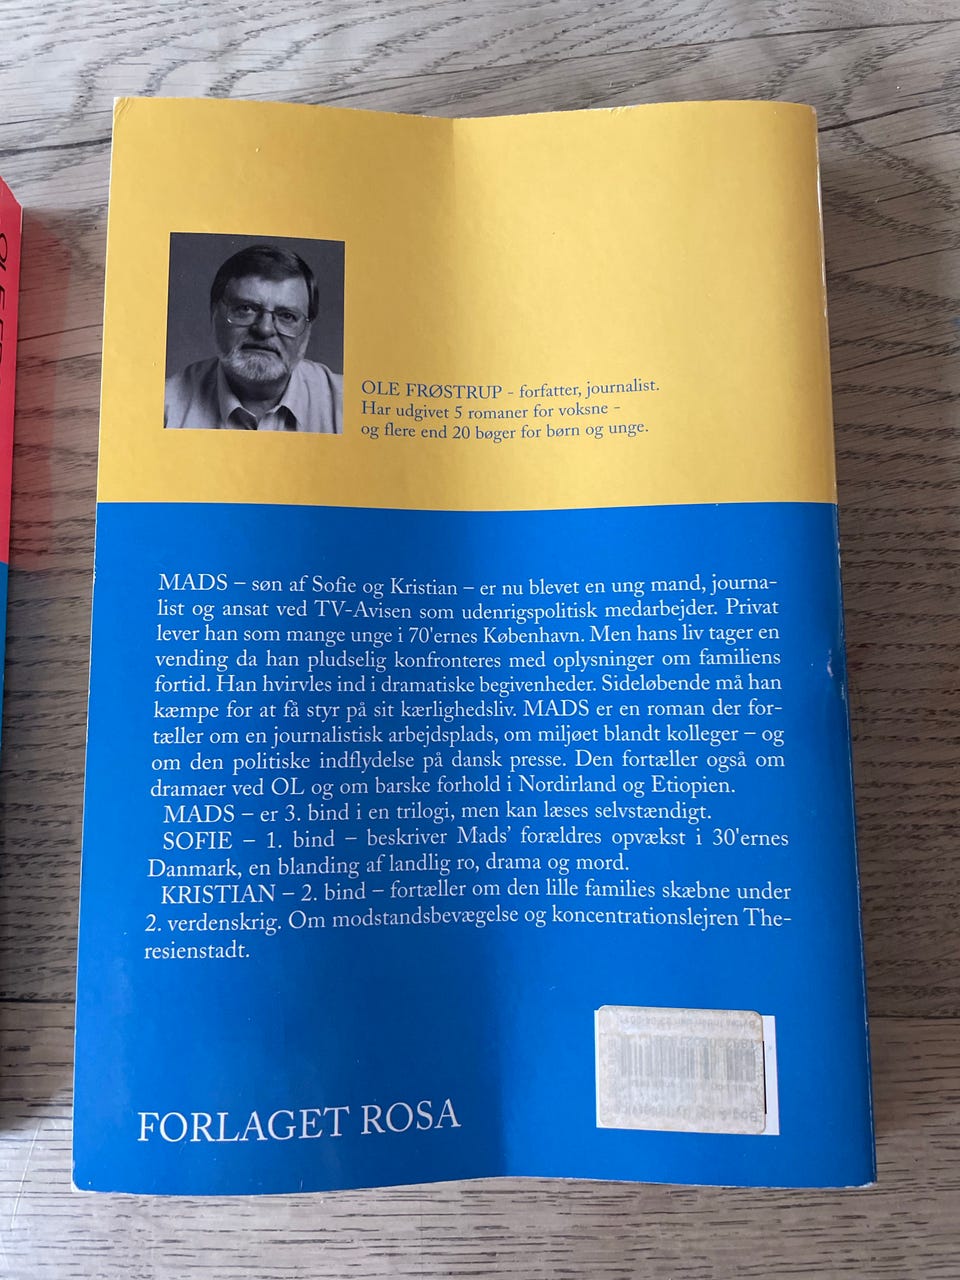 OLE FRØSTRUP - forfatter, journalist.
Har udgivet 5 romaner for voksne -
og flere end 20 bøger for børn og unge.
MADS – søn af Sofie og Kristian – er nu blevet en ung mand, journa-
list og ansat ved TV-Avisen som udenrigspolitisk medarbejder. Privat
lever han som mange unge i 70'ernes København. Men hans liv tager en
vending da han pludselig konfronteres med oplysninger om familiens
fortid. Han hvirvles ind i dramatiske begivenheder. Sideløbende må han
kæmpe for at få styr på sit kærlighedsliv. MADS er en roman der for-
tæller om en journalistisk arbejdsplads, om miljøet blandt kolleger – og
om den politiske indflydelse på dansk presse. Den fortæller også om
dramaer ved OL og om barske forhold i Nordirland og Etiopien.
MADS – er 3. bind i en trilogi, men kan læses selvstændigt.
SOFIE – 1. bind – beskriver Mads' forældres opvækst i 30'ernes
Danmark, en blanding af landlig ro, drama og mord.
KRISTIAN – 2. bind – fortæller om den lille families skæbne under
2. verdenskrig. Om modstandsbevægelse og koncentrationslejren The-
resienstadt.
FORLAGET ROSA